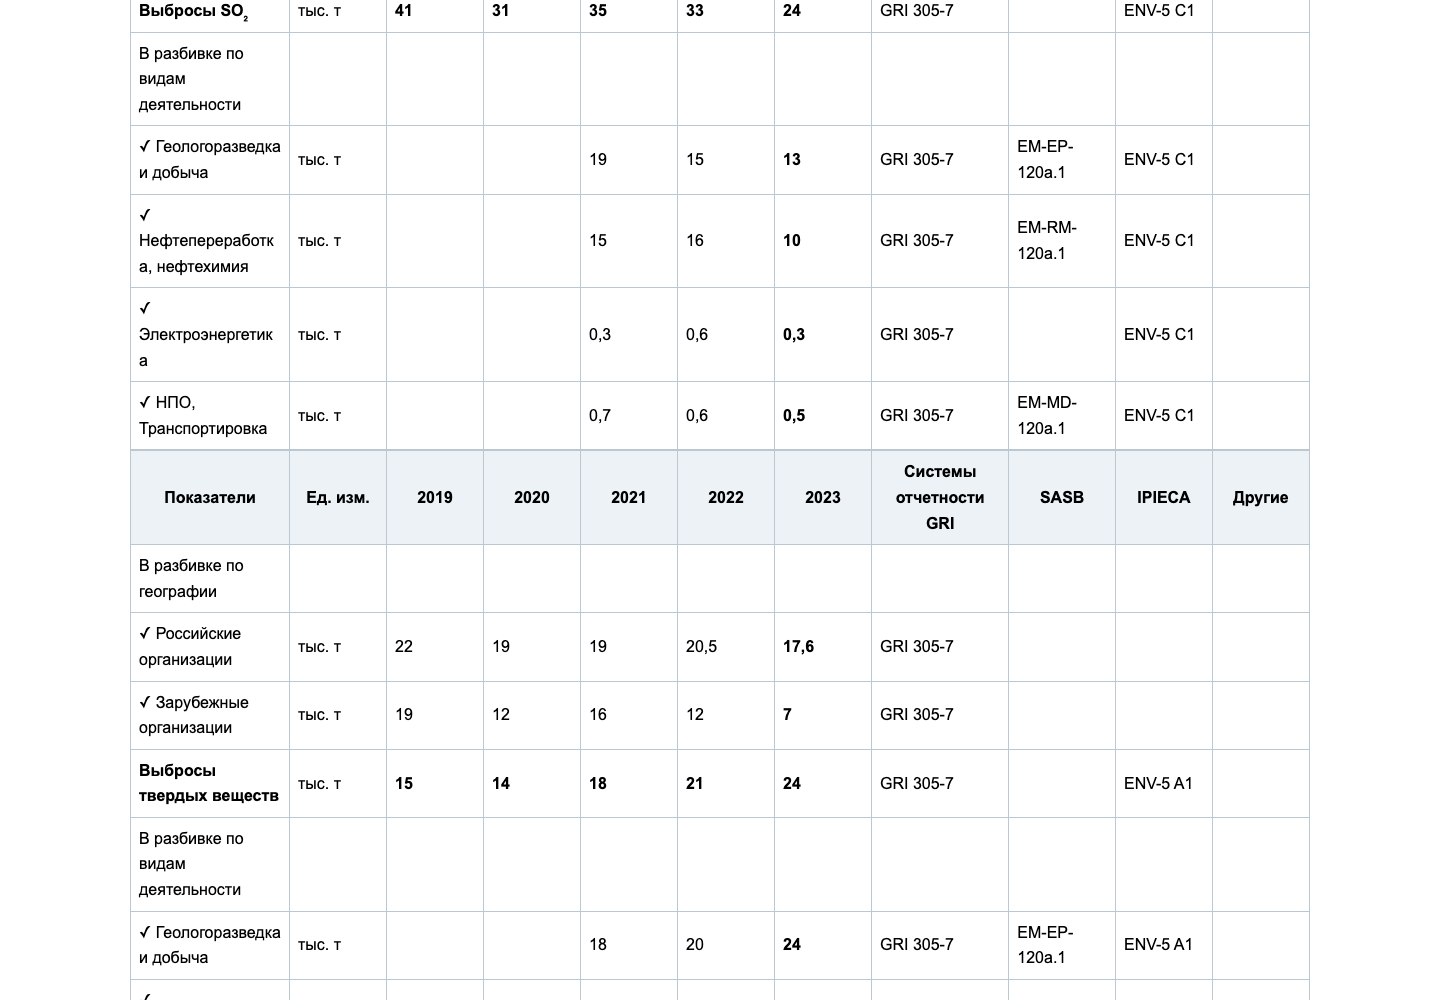 Выбросы SO2 тыс. т 41 31 35 33 24 GRI 305-7 ENV-5 C1
В разбивке по
видам
деятельности
✓ Геологоразведка
и добыча
тыс. т 19 15 13 GRI 305-7
EM-EP-
120a.1
ENV-5 C1
✓
Нефтепереработк
а, нефтехимия
тыс. т 15 16 10 GRI 305-7
EM-RM-
120a.1
ENV-5 C1
✓
Электроэнергетик
а
тыс. т 0,3 0,6 0,3 GRI 305-7 ENV-5 C1
✓ НПО,
Транспортировка
тыс. т 0,7 0,6 0,5 GRI 305-7
EM-MD-
120a.1
ENV-5 C1
Показатели Ед. изм. 2019 2020 2021 2022 2023
Системы
отчетности
GRI
SASB IPIECA Другие
В разбивке по
географии
✓ Российские
организации
тыс. т 22 19 19 20,5 17,6 GRI 305-7
✓ Зарубежные
организации
тыс. т 19 12 16 12 7 GRI 305-7
Выбросы
твердых веществ
тыс. т 15 14 18 21 24 GRI 305-7 ENV-5 A1
В разбивке по
видам
деятельности
✓ Геологоразведка
и добыча
тыс. т 18 20 24 GRI 305-7
EM-EP-
120a.1
ENV-5 A1
✓